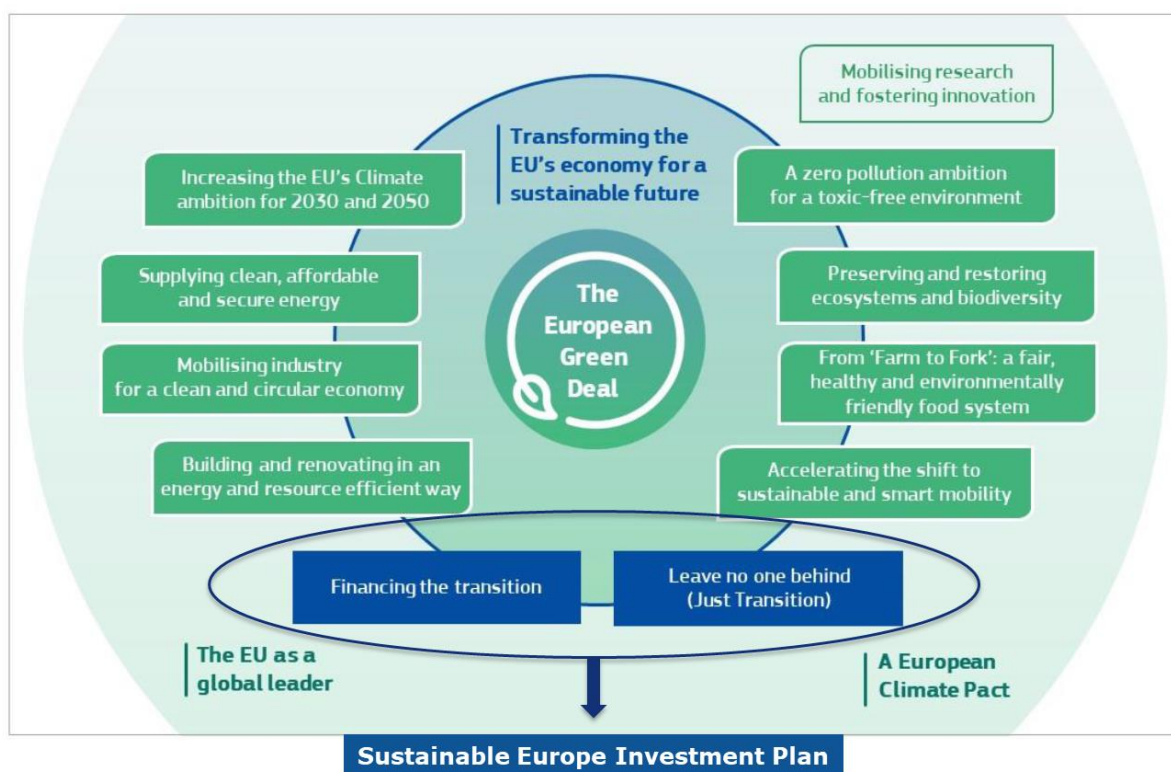 Mobilising research
and fostering innovation
Transforming the
EU's economy for a
sustainable future
Increasing the EU's Climate
ambition for 2030 and 2050
A zero pollution ambition
for a toxic-free environment
Supplying clean, affordable
and secure energy
Preserving and restoring
ecosystems and biodiversity
The
European
Green
Deal
Mobilising industry
for a clean and circular economy
From 'Farm to Fork': a fair,
healthy and environmentally
friendly food system
Building and renovating in an
energy and resource efficient way
Accelerating the shift to
sustainable and smart mobility
Financing the transition
Leave no one behind
(Just Transition)
The EU as a
global leader
A European
Climate Pact
Sustainable Europe Investment Plan